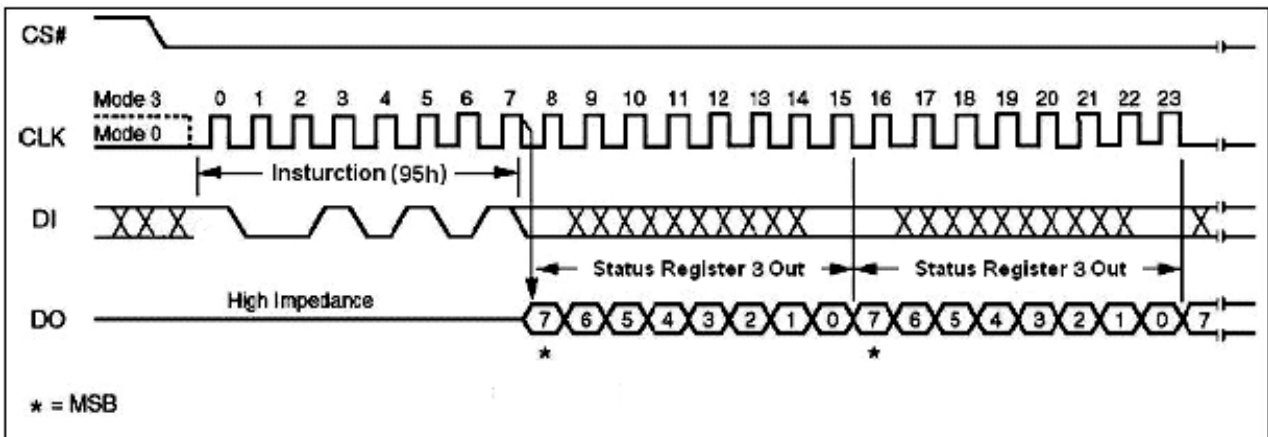 CS#
Mode 3 0 1 2 3 4 5 6 7 8 9 10 11 12 13 14 15 16 17 18 19 20 21 22 23
CLK Mode 0
Insturction (95h)
DI
Status Register 3 Out Status Register 3 Out
High Impedance
DO 7 6 5 4 3 2 1 0 7 6 5 4 3 2 1 0 7
* *
* = MSB